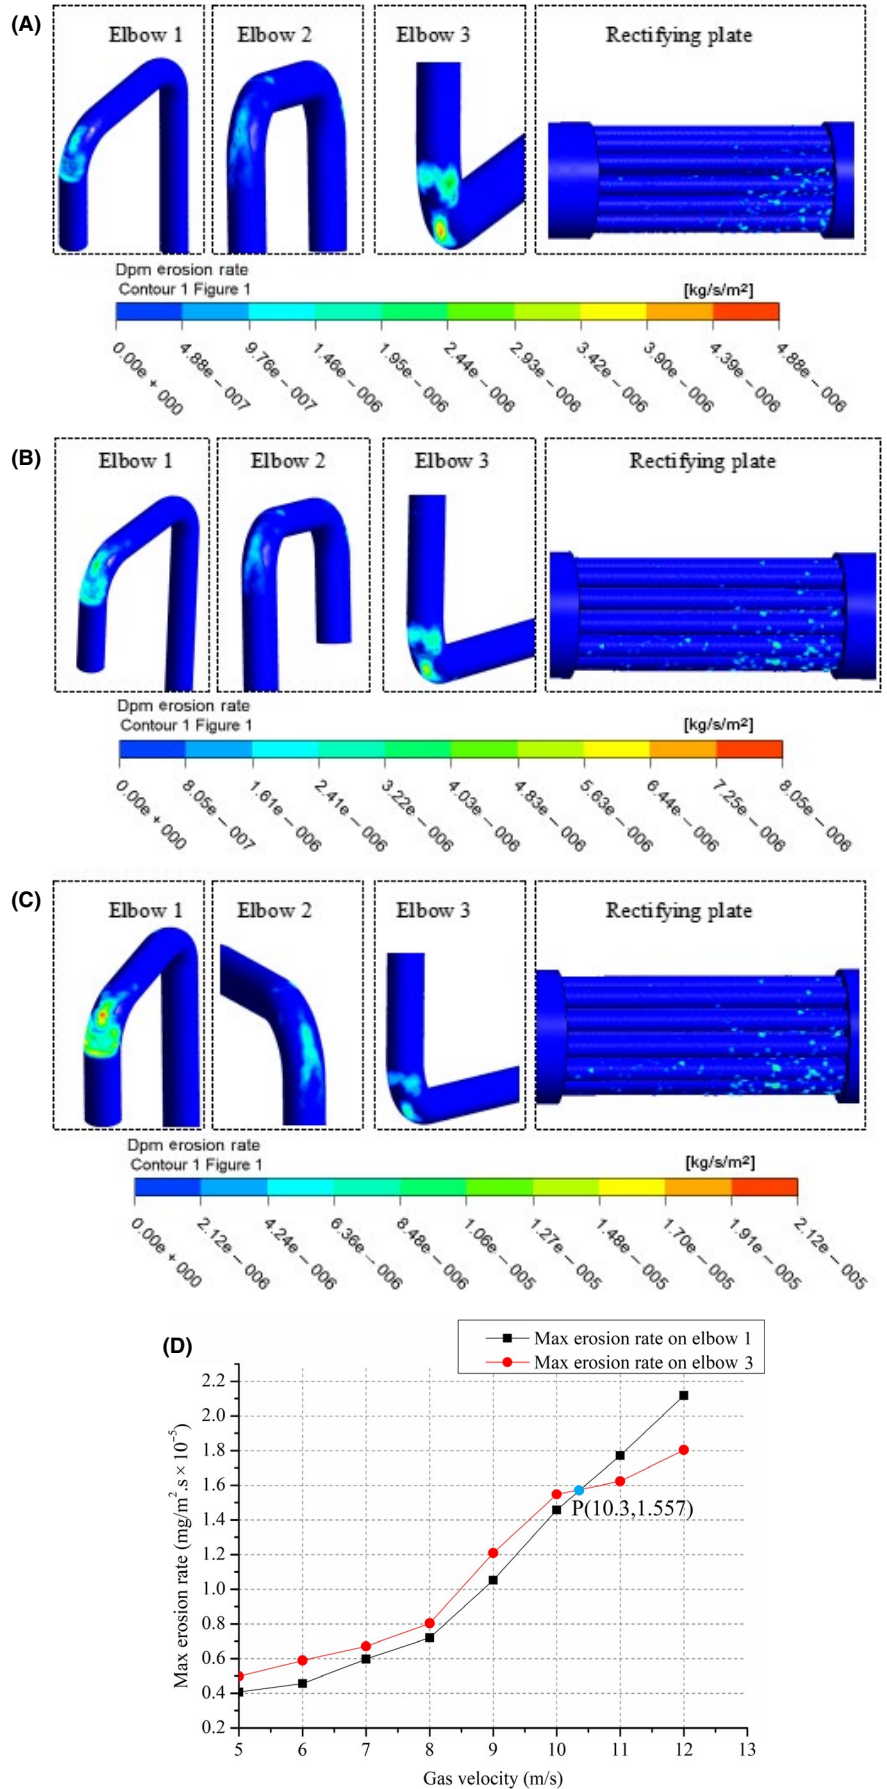 (A)
Elbow 1 Elbow 2 Elbow 3 Rectifying plate
Dpm erosion rate
Contour 1 Figure 1 [kg/s/m²]
0.00e + 000 4.88e − 007 9.76e − 007 1.46e − 006 1.95e − 006 2.44e − 006 2.93e − 006 3.42e − 006 3.90e − 006 4.39e − 006 4.88e − 006
(B)
Elbow 1 Elbow 2 Elbow 3 Rectifying plate
Dpm erosion rate
Contour 1 Figure 1 [kg/s/m²]
0.00e + 000 8.05e − 007 1.61e − 006 2.41e − 006 3.22e − 006 4.03e − 006 4.83e − 006 5.63e − 006 6.44e − 006 7.25e − 006 8.05e − 006
(C)
Elbow 1 Elbow 2 Elbow 3 Rectifying plate
Dpm erosion rate
Contour 1 Figure 1 [kg/s/m²]
0.00e + 000 2.12e − 006 4.24e − 006 6.36e − 006 8.48e − 006 1.06e − 005 1.27e − 005 1.48e − 005 1.70e − 005 1.91e − 005 2.12e − 005
(D)
Max erosion rate on elbow 1
Max erosion rate on elbow 3
Max erosion rate (mg/m².s × 10⁻⁵)
2.2
2.0
1.8
1.6
1.4
1.2
1.0
0.8
0.6
0.4
0.2
P(10.3,1.557)
5 6 7 8 9 10 11 12 13
Gas velocity (m/s)